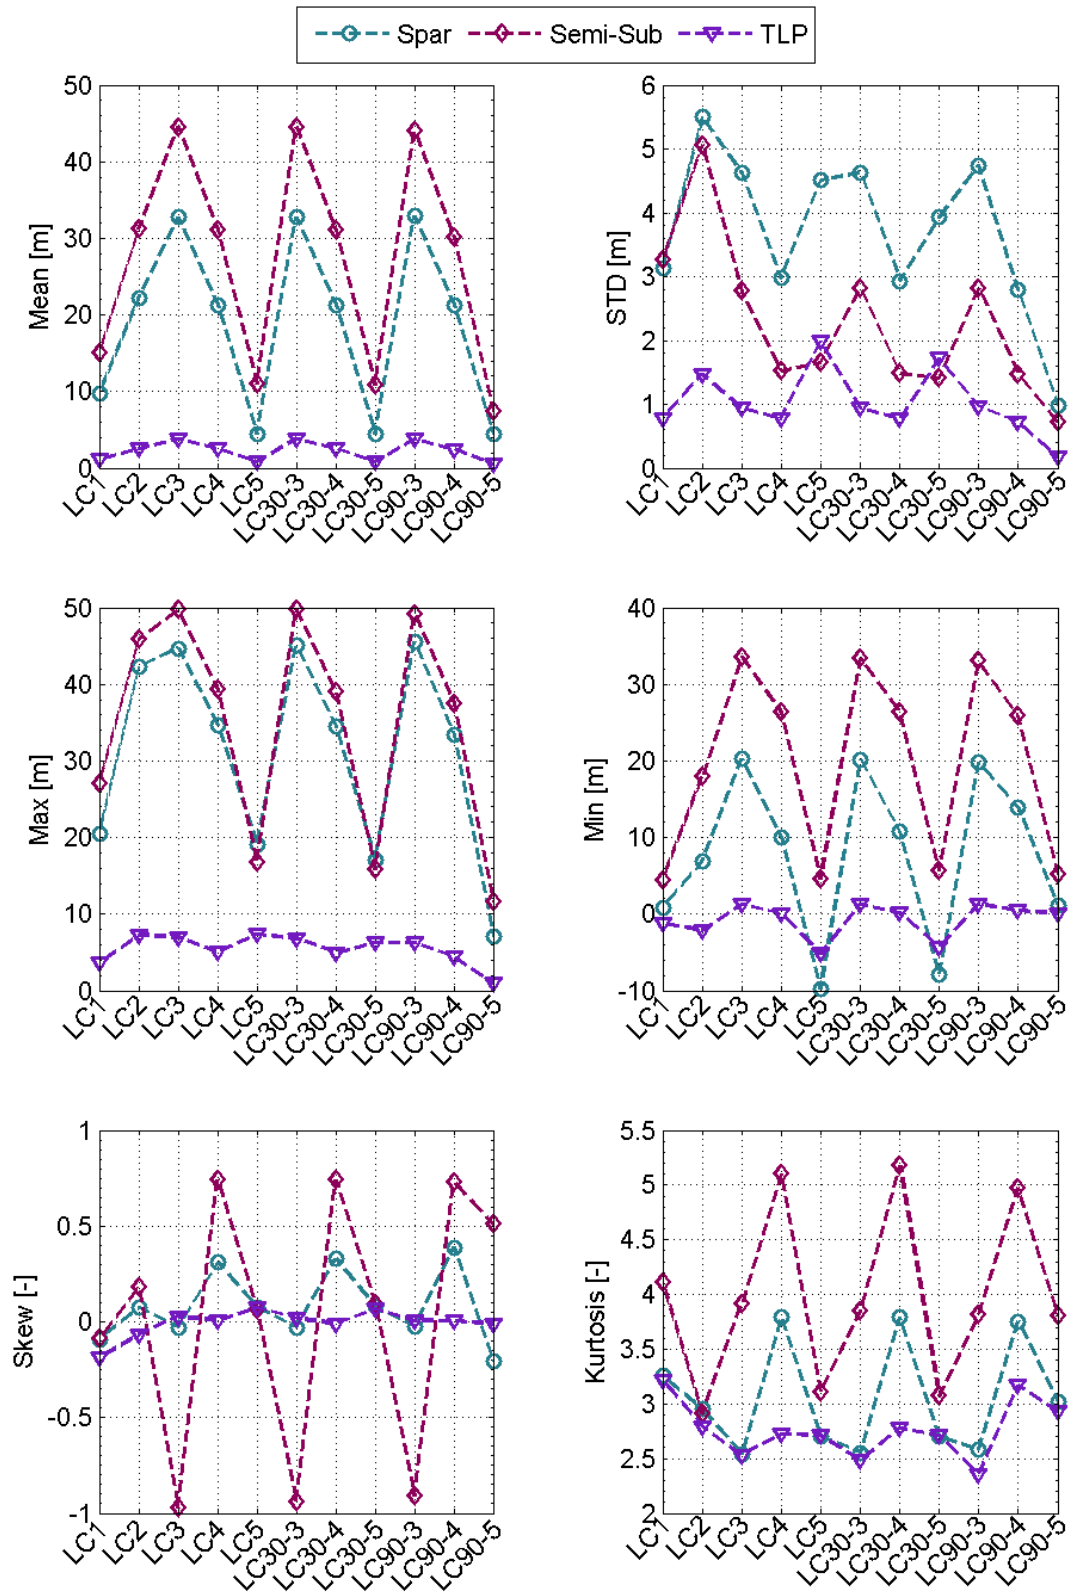 Spar Semi-Sub TLP
Mean [m]
50
40
30
20
10
0
LC1 LC2 LC3 LC4 LC5 LC30-3 LC30-4 LC30-5 LC90-3 LC90-4 LC90-5
STD [m]
6
5
4
3
2
1
0
LC1 LC2 LC3 LC4 LC5 LC30-3 LC30-4 LC30-5 LC90-3 LC90-4 LC90-5
Max [m]
50
40
30
20
10
0
LC1 LC2 LC3 LC4 LC5 LC30-3 LC30-4 LC30-5 LC90-3 LC90-4 LC90-5
Min [m]
40
30
20
10
0
-10
LC1 LC2 LC3 LC4 LC5 LC30-3 LC30-4 LC30-5 LC90-3 LC90-4 LC90-5
Skew [-]
1
0.5
0
-0.5
-1
LC1 LC2 LC3 LC4 LC5 LC30-3 LC30-4 LC30-5 LC90-3 LC90-4 LC90-5
Kurtosis [-]
5.5
5
4.5
4
3.5
3
2.5
2
LC1 LC2 LC3 LC4 LC5 LC30-3 LC30-4 LC30-5 LC90-3 LC90-4 LC90-5